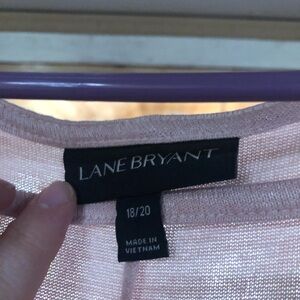 LANE BRYANT
18/20
MADE IN
VIETNAM